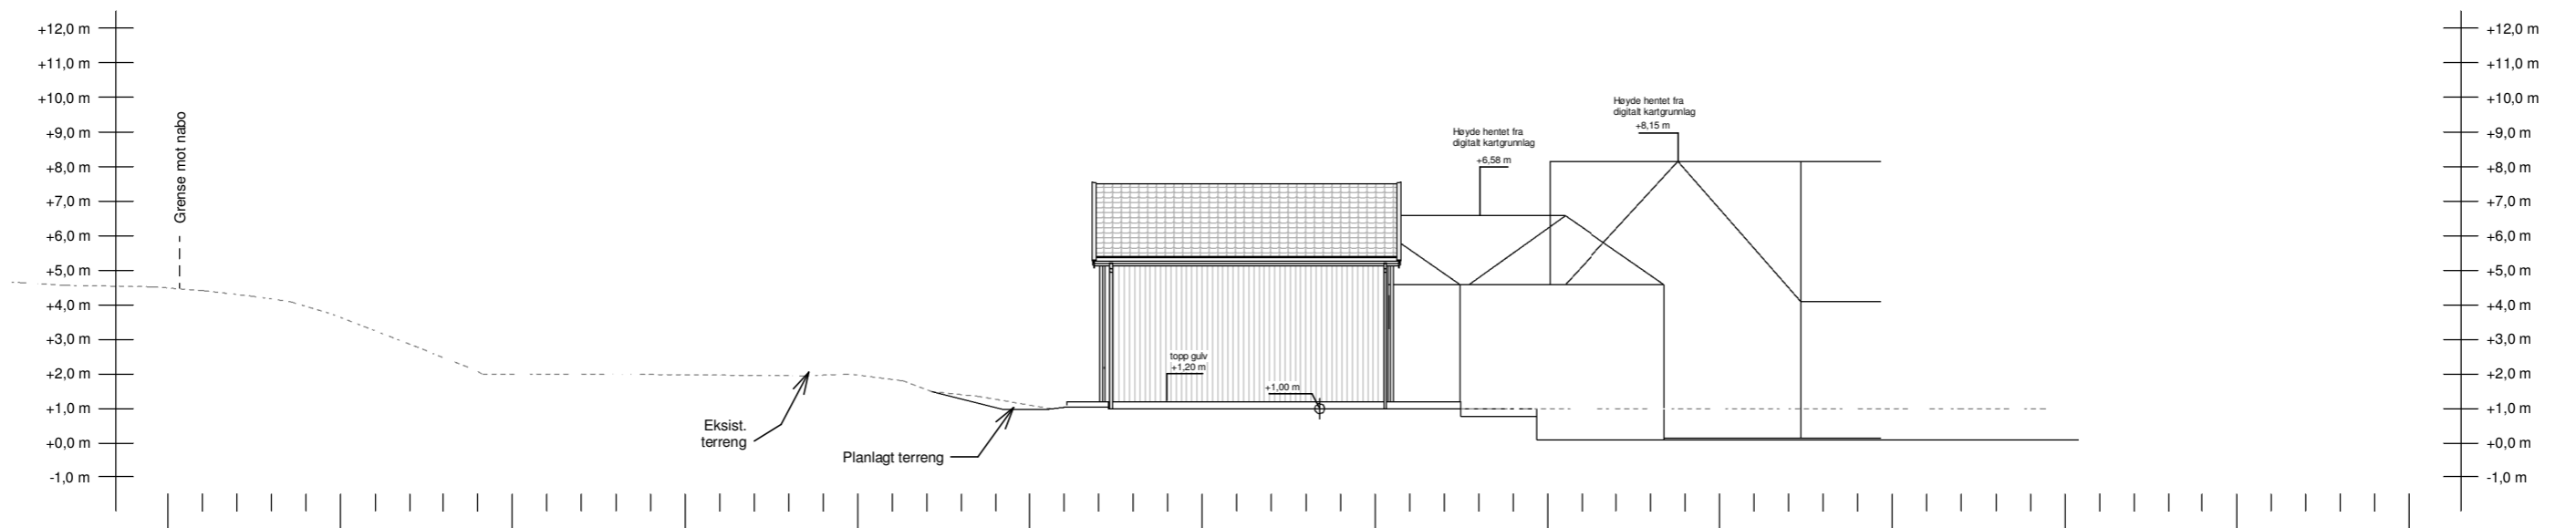 +12,0 m
+11,0 m
+10,0 m
+9,0 m
+8,0 m
+7,0 m
+6,0 m
+5,0 m
+4,0 m
+3,0 m
+2,0 m
+1,0 m
+0,0 m
-1,0 m
Grense mot nabo
Eksist.
terreng
Planlagt terreng
topp gulv
+1,20 m
+1,00 m
Høyde hentet fra
digitalt kartgrunnlag
+6,58 m
Høyde hentet fra
digitalt kartgrunnlag
+8,15 m
+12,0 m
+11,0 m
+10,0 m
+9,0 m
+8,0 m
+7,0 m
+6,0 m
+5,0 m
+4,0 m
+3,0 m
+2,0 m
+1,0 m
+0,0 m
-1,0 m